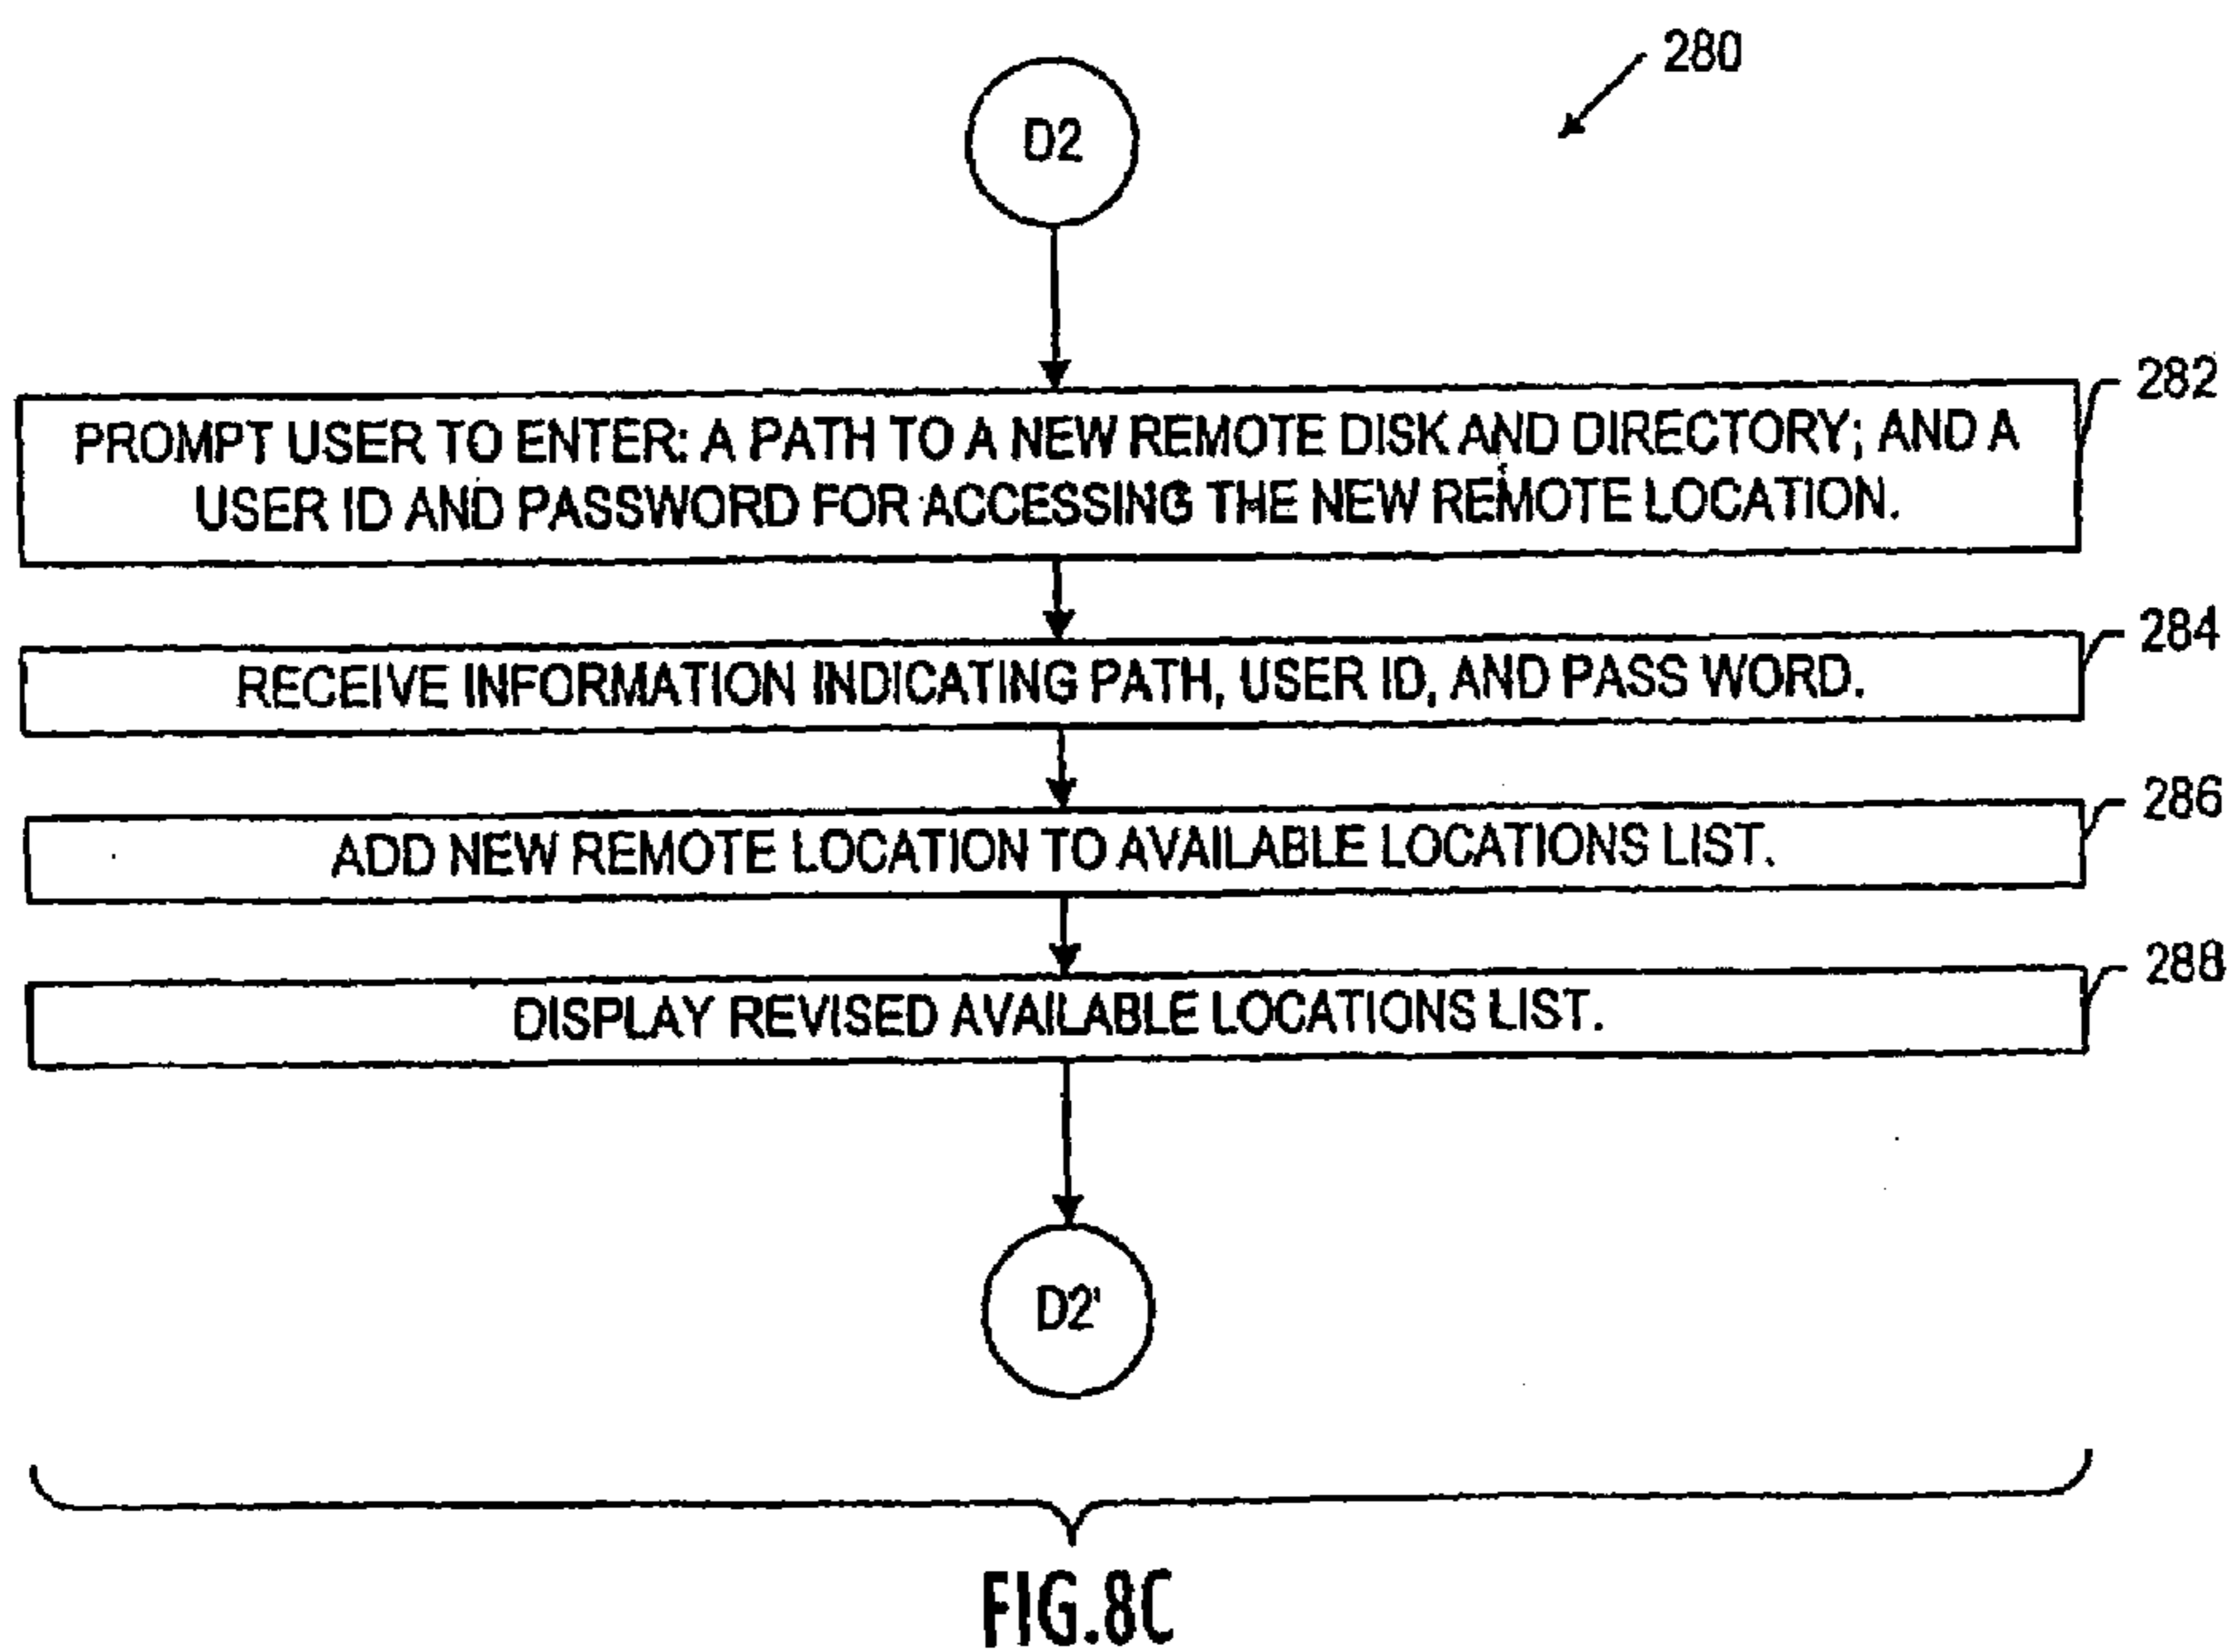 280
D2
282
PROMPT USER TO ENTER: A PATH TO A NEW REMOTE DISK AND DIRECTORY; AND A
USER ID AND PASSWORD FOR ACCESSING THE NEW REMOTE LOCATION.
284
RECEIVE INFORMATION INDICATING PATH, USER ID, AND PASS WORD.
286
ADD NEW REMOTE LOCATION TO AVAILABLE LOCATIONS LIST.
288
DISPLAY REVISED AVAILABLE LOCATIONS LIST.
D2'
FIG.8C